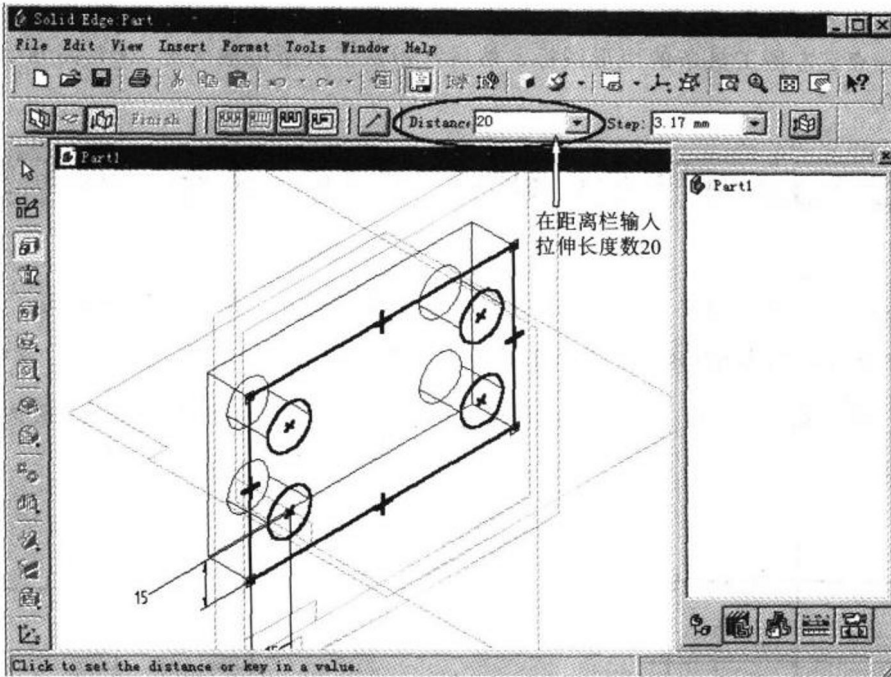 Solid Edge Part
File Edit View Insert Format Tools Window Help
Finish Distance 20 Step: 3.17 mm
Part1
Part1
在距离栏输入
拉伸长度数20
15
Click to set the distance or key in a value.